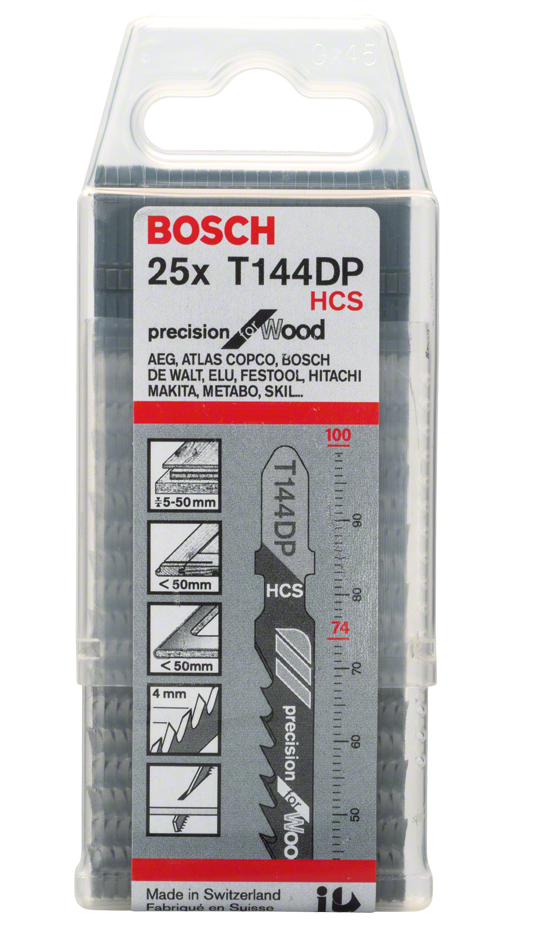 G-45
BOSCH
25x T144DP
HCS
precision for Wood
AEG, ATLAS COPCO, BOSCH
DE WALT, ELU, FESTOOL, HITACHI
MAKITA, METABO, SKIL...
100
T144DP
5-50mm
90
<50mm
HCS
80
74
<50mm
70
4 mm
precision for Woo
60
50
Made in Switzerland
Fabriqué en Suisse